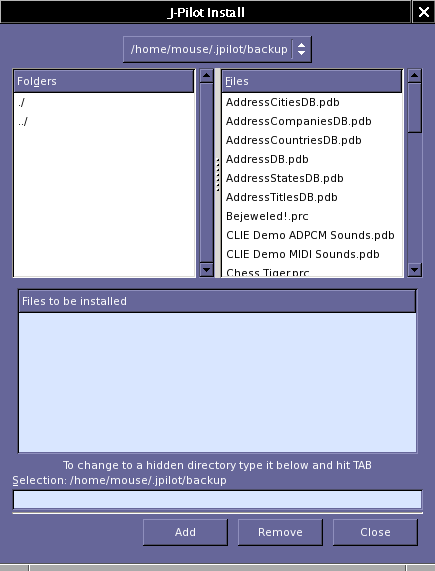 J-Pilot Install
/home/mouse/.jpilot/backup
Folders
./
../
Files
AddressCitiesDB.pdb
AddressCompaniesDB.pdb
AddressCountriesDB.pdb
AddressDB.pdb
AddressStatesDB.pdb
AddressTitlesDB.pdb
Bejeweled!.prc
CLIE Demo ADPCM Sounds.pdb
CLIE Demo MIDI Sounds.pdb
Chess Tiger.prc
Files to be installed
To change to a hidden directory type it below and hit TAB
Selection: /home/mouse/.jpilot/backup
Add
Remove
Close